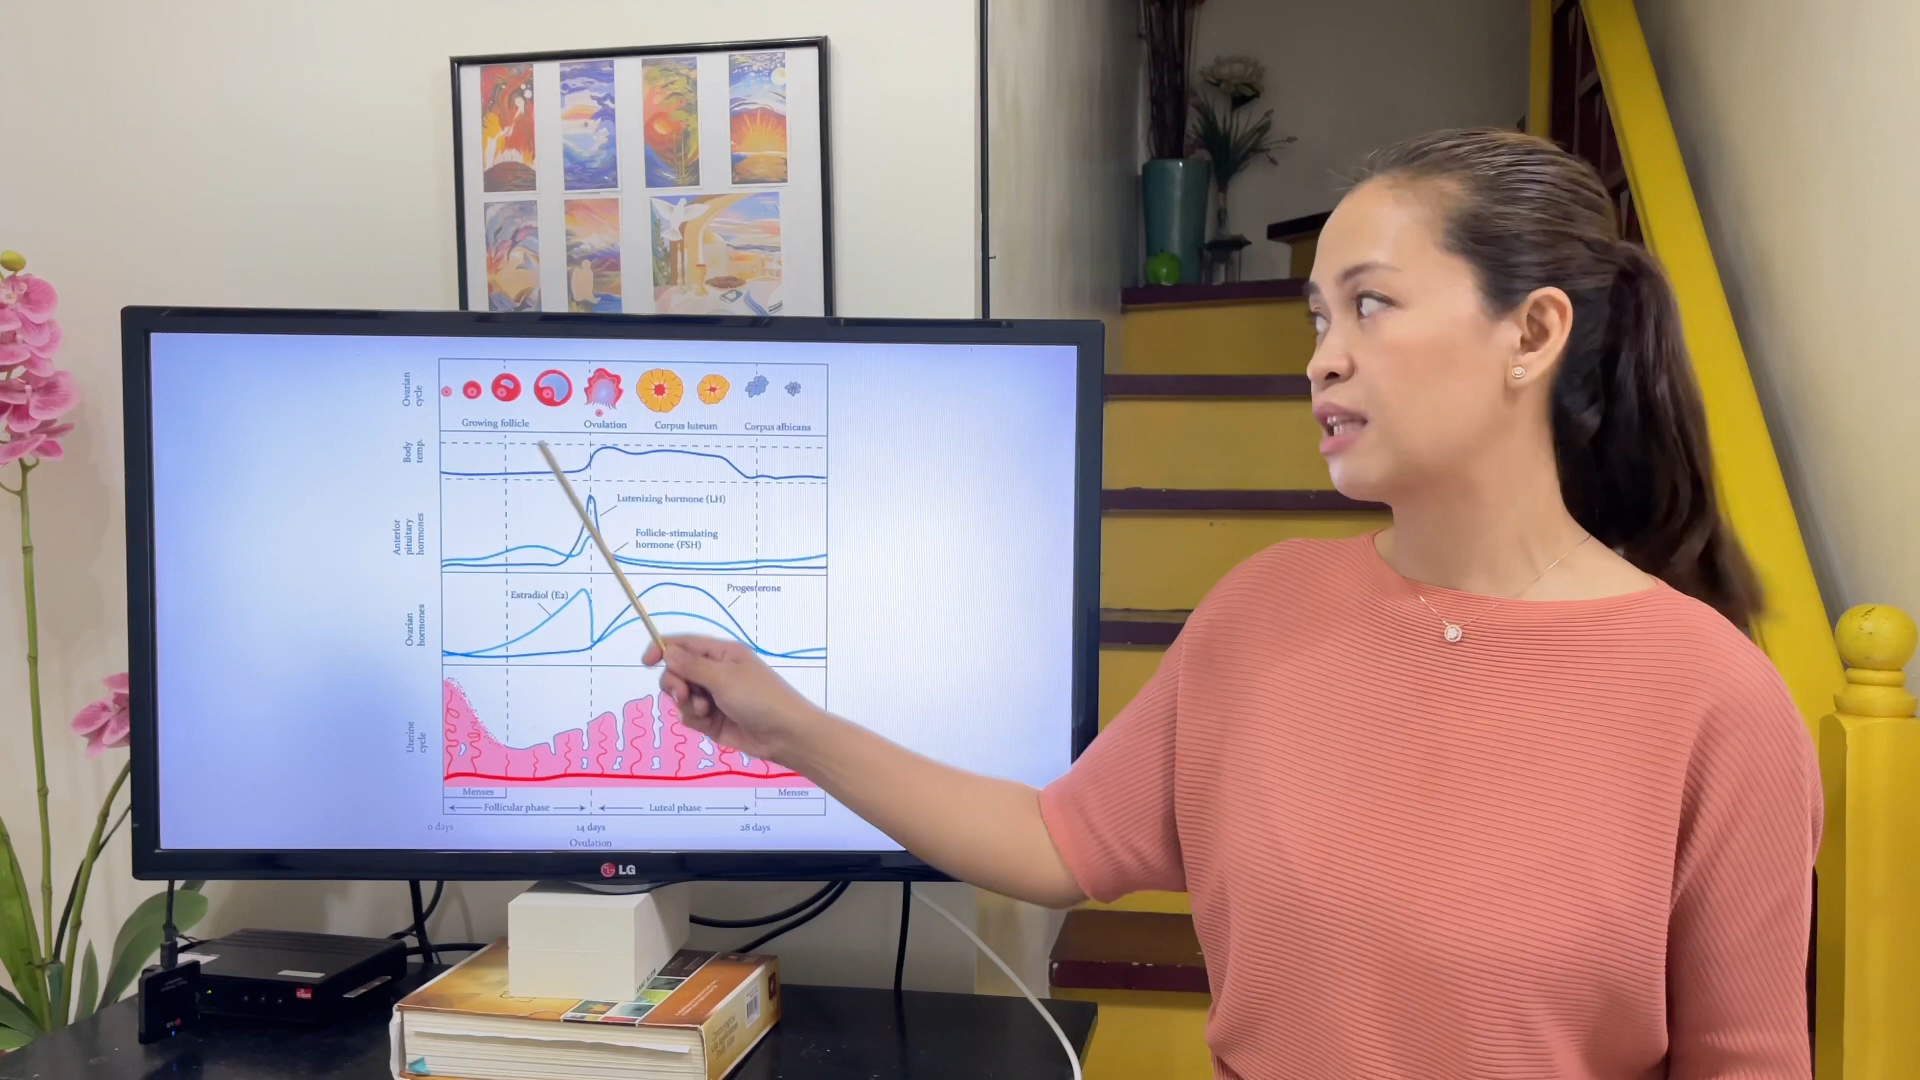 Ovarian
cycle
Growing follicle
Ovulation
Corpus luteum
Corpus albicans
Body
temp.
Anterior
pituitary
hormones
Lutenizing hormone (LH)
Follicle-stimulating
hormone (FSH)
Ovarian
hormones
Estradiol (E2)
Progesterone
Uterine
cycle
Menses
Menses
Follicular phase
Luteal phase
0 days
14 days
28 days
Ovulation
LG